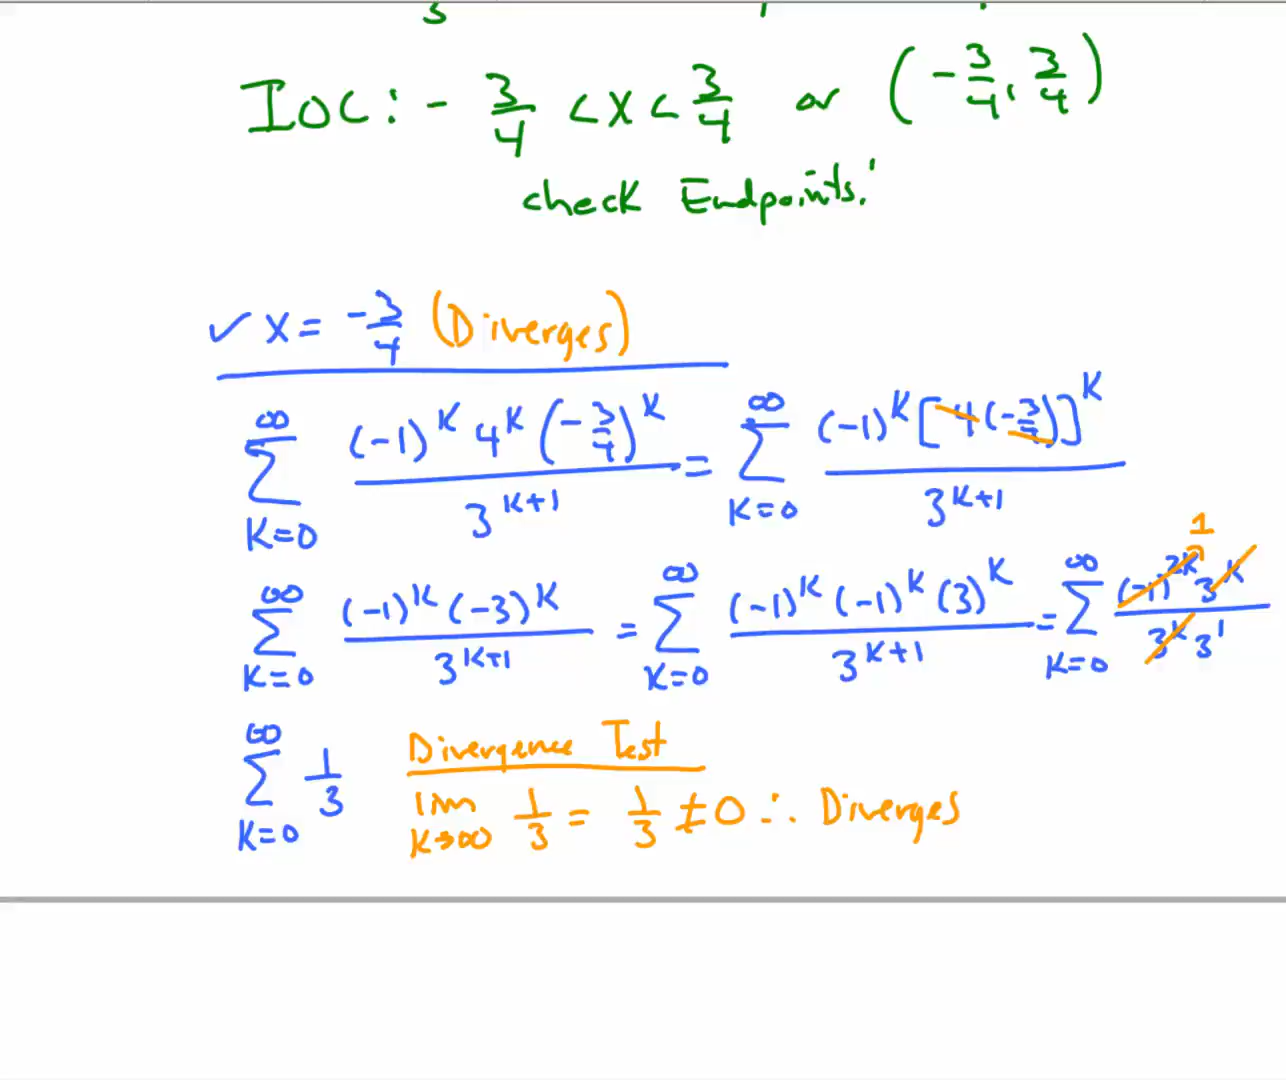 IOC: -3/4 < x < 3/4 or (-3/4, 3/4)
check Endpoints!
✓ x = -3/4 (Diverges)
∞∑K=0 (-1)^K 4^K (-3/4)^K / 3^(K+1) = ∞∑K=0 (-1)^K [4(-3/4)]^K / 3^(K+1)
∞∑K=0 (-1)^K (-3)^K / 3^(K+1) = ∞∑K=0 (-1)^K (-1)^K (3)^K / 3^(K+1) = ∞∑K=0 (-1)^2K 3^K / 3^K 3^1 1
∞∑K=0 1/3 Divergence Test
lim K→∞ 1/3 = 1/3 ≠ 0 ∴ Diverges